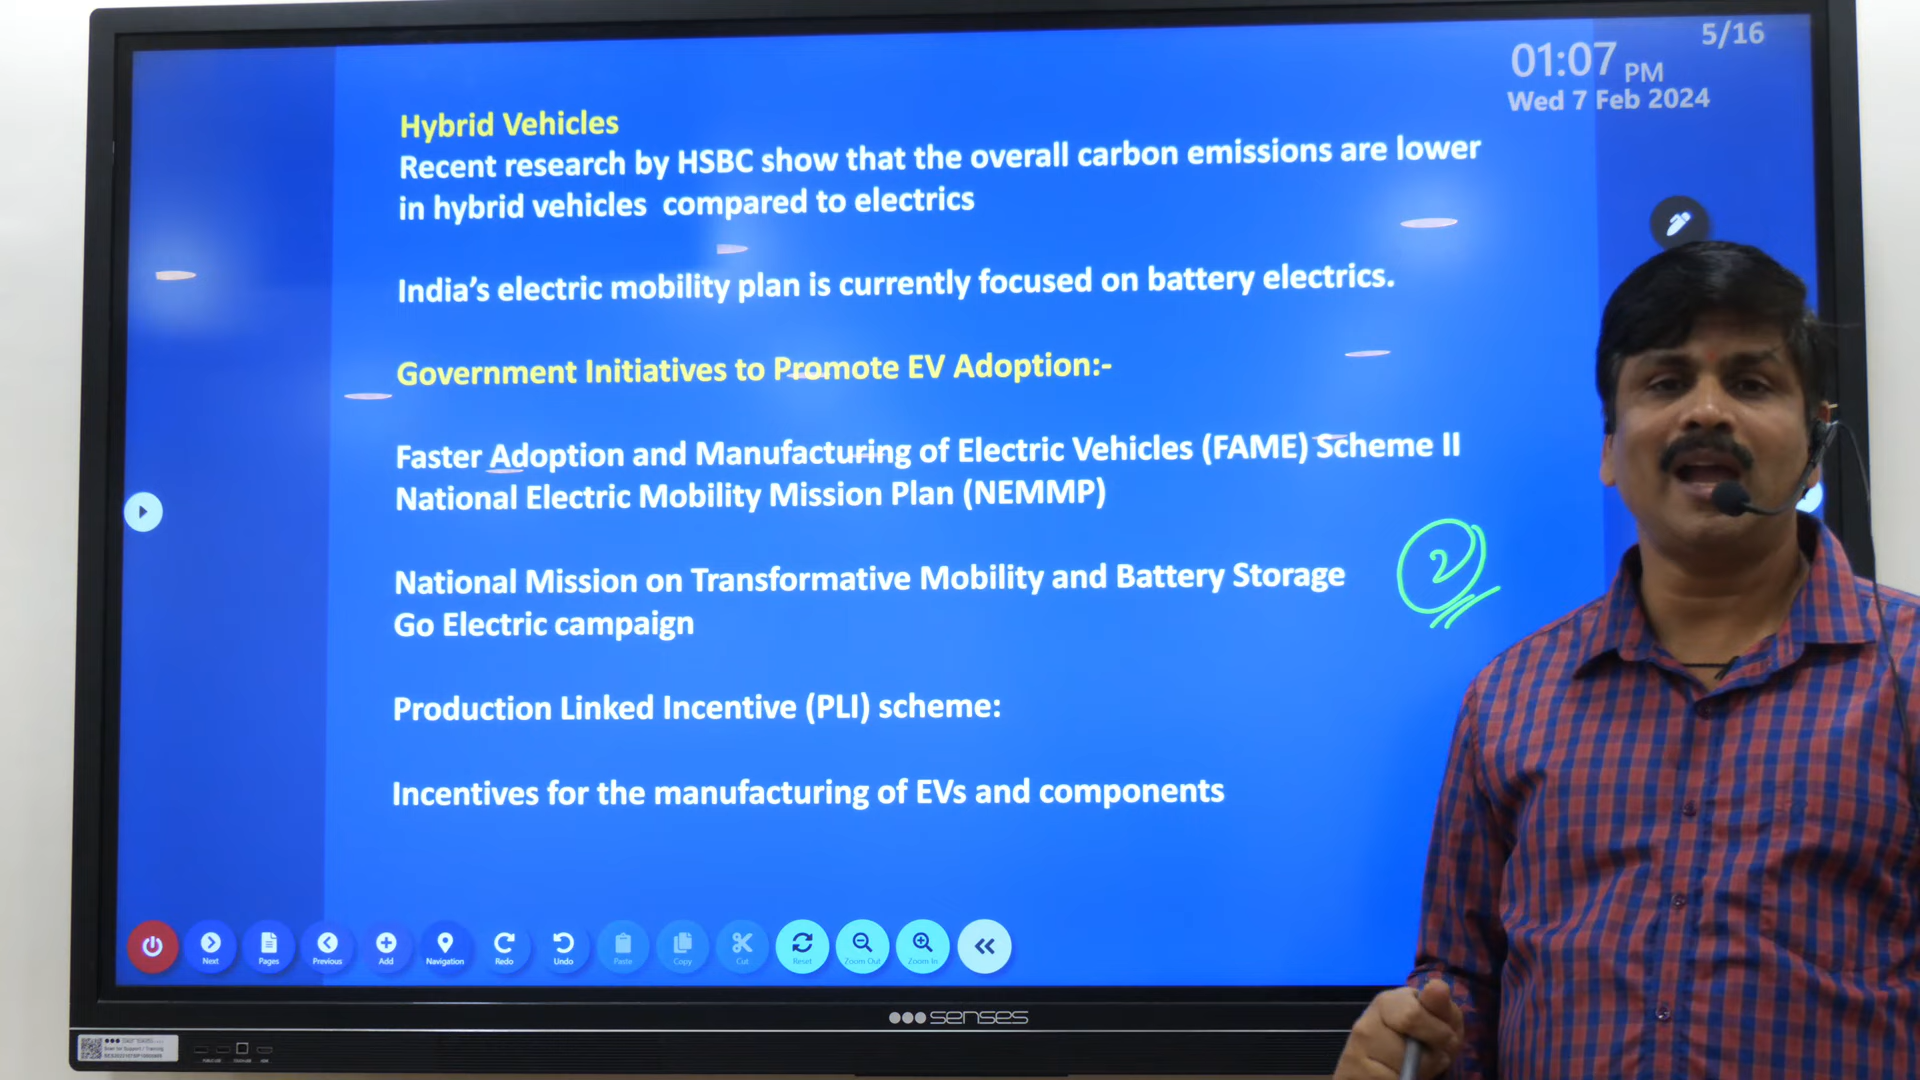 5/16
01:07 PM
Wed 7 Feb 2024
Hybrid Vehicles
Recent research by HSBC show that the overall carbon emissions are lower
in hybrid vehicles compared to electrics
India's electric mobility plan is currently focused on battery electrics.
Government Initiatives to Promote EV Adoption:-
Faster Adoption and Manufacturing of Electric Vehicles (FAME) Scheme II
National Electric Mobility Mission Plan (NEMMP)
National Mission on Transformative Mobility and Battery Storage
Go Electric campaign
Production Linked Incentive (PLI) scheme:
Incentives for the manufacturing of EVs and components
Next
Pages
Previous
Add
Navigation
Redo
Undo
Paste
Copy
Cut
Reset
Zoom Out
Zoom In
senses